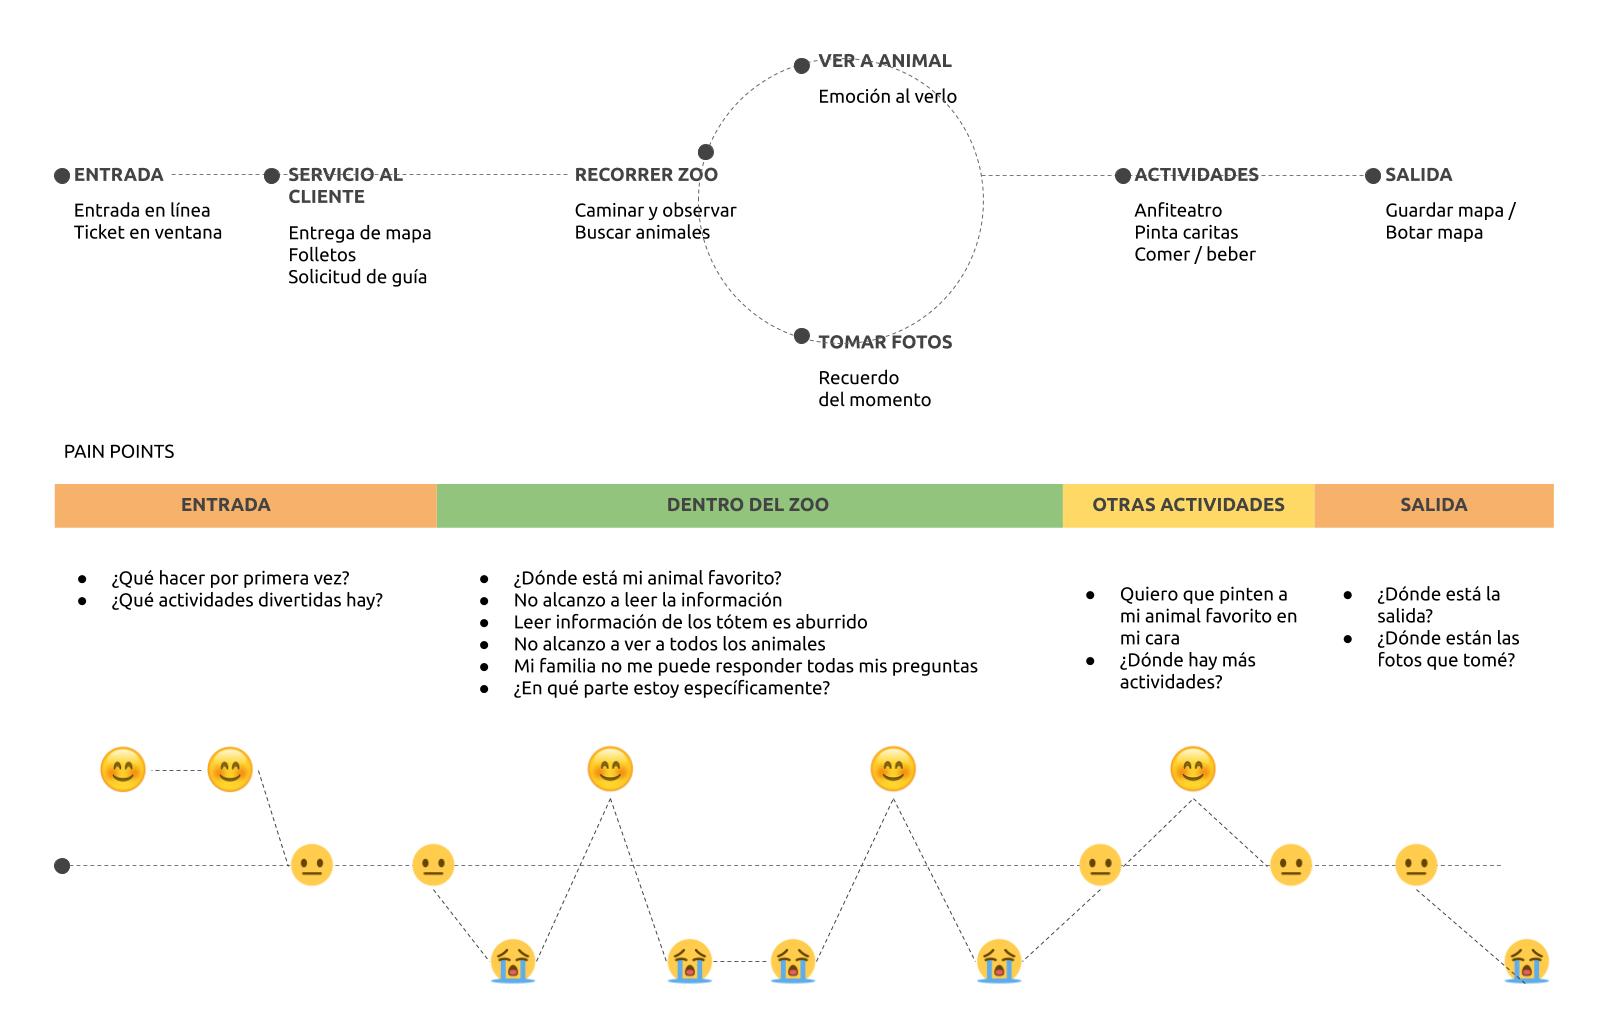 VER A ANIMAL
Emoción al verlo
ENTRADA
Entrada en línea
Ticket en ventana
SERVICIO AL
CLIENTE
Entrega de mapa
Folletos
Solicitud de guía
RECORRER ZOO
Caminar y observar
Buscar animales
ACTIVIDADES
Anfiteatro
Pinta caritas
Comer / beber
SALIDA
Guardar mapa /
Botar mapa
TOMAR FOTOS
Recuerdo
del momento
PAIN POINTS
ENTRADA
DENTRO DEL ZOO
OTRAS ACTIVIDADES
SALIDA
● ¿Qué hacer por primera vez?
● ¿Qué actividades divertidas hay?
● ¿Dónde está mi animal favorito?
● No alcanzo a leer la información
● Leer información de los tótem es aburrido
● No alcanzo a ver a todos los animales
● Mi familia no me puede responder todas mis preguntas
● ¿En qué parte estoy específicamente?
● Quiero que pinten a
mi animal favorito en
mi cara
● ¿Dónde hay más
actividades?
● ¿Dónde está la
salida?
● ¿Dónde están las
fotos que tomé?